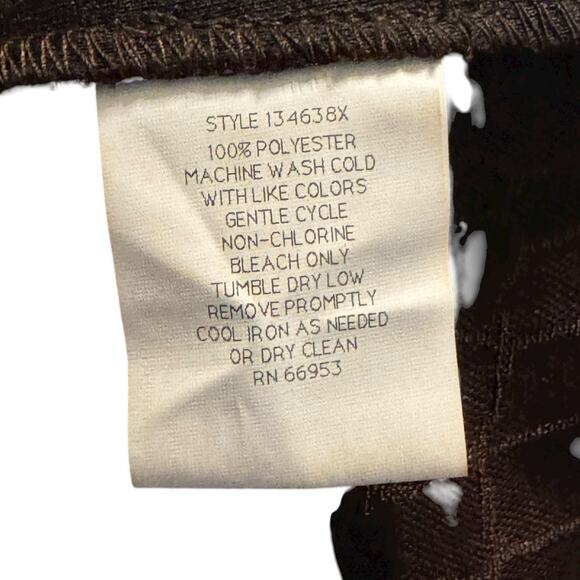 STYLE 134638X
100% POLYESTER
MACHINE WASH COLD
WITH LIKE COLORS
GENTLE CYCLE
NON-CHLORINE
BLEACH ONLY
TUMBLE DRY LOW
REMOVE PROMPTLY
COOL IRON AS NEEDED
OR DRY CLEAN
RN 66953